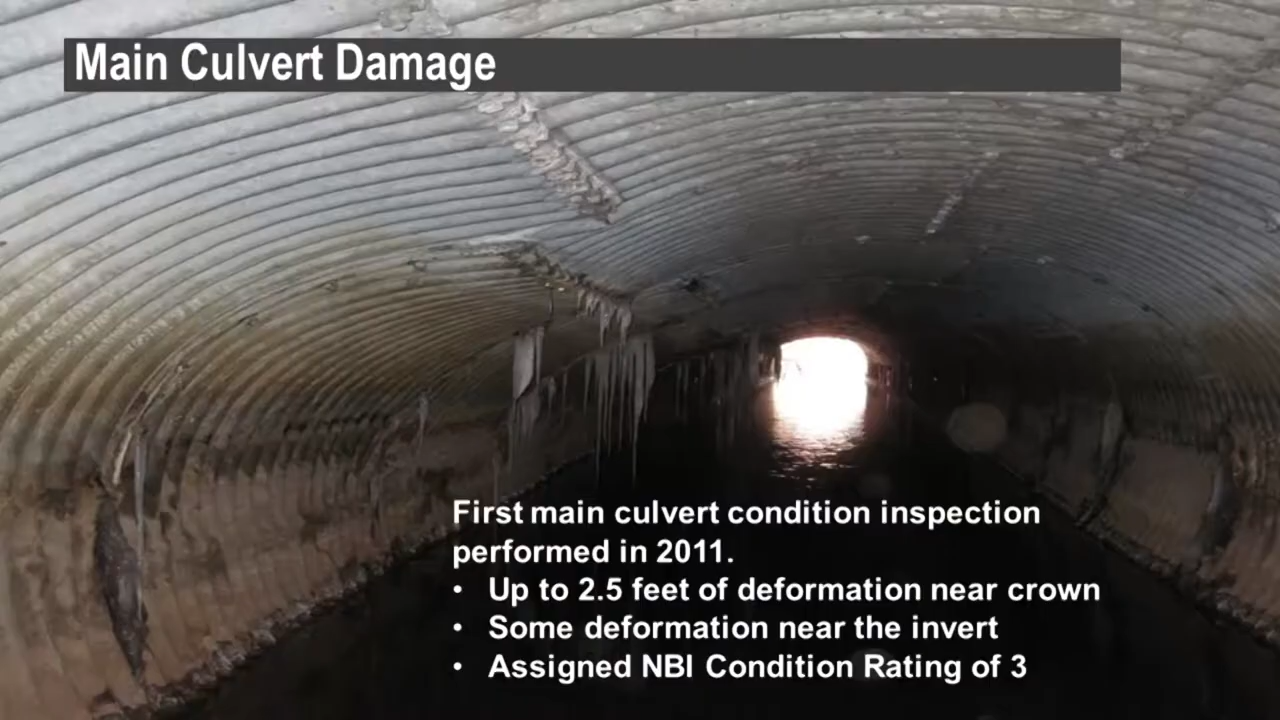 Main Culvert Damage
First main culvert condition inspection
performed in 2011.
• Up to 2.5 feet of deformation near crown
• Some deformation near the invert
• Assigned NBI Condition Rating of 3